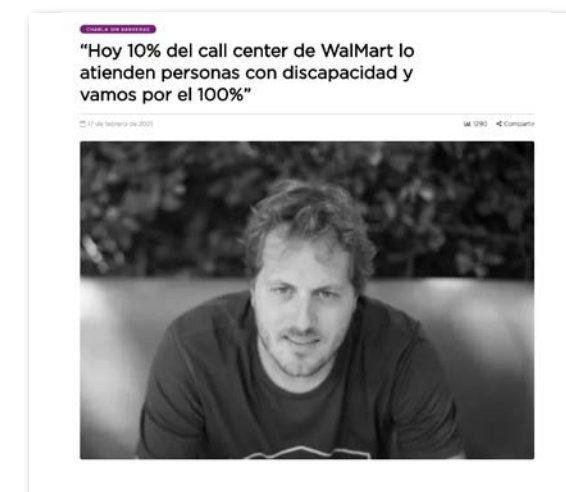 CHARLA SIN BARRERAS
“Hoy 10% del call center de WalMart lo
atienden personas con discapacidad y
vamos por el 100%”
17 de febrero de 2021
1290 Compartir